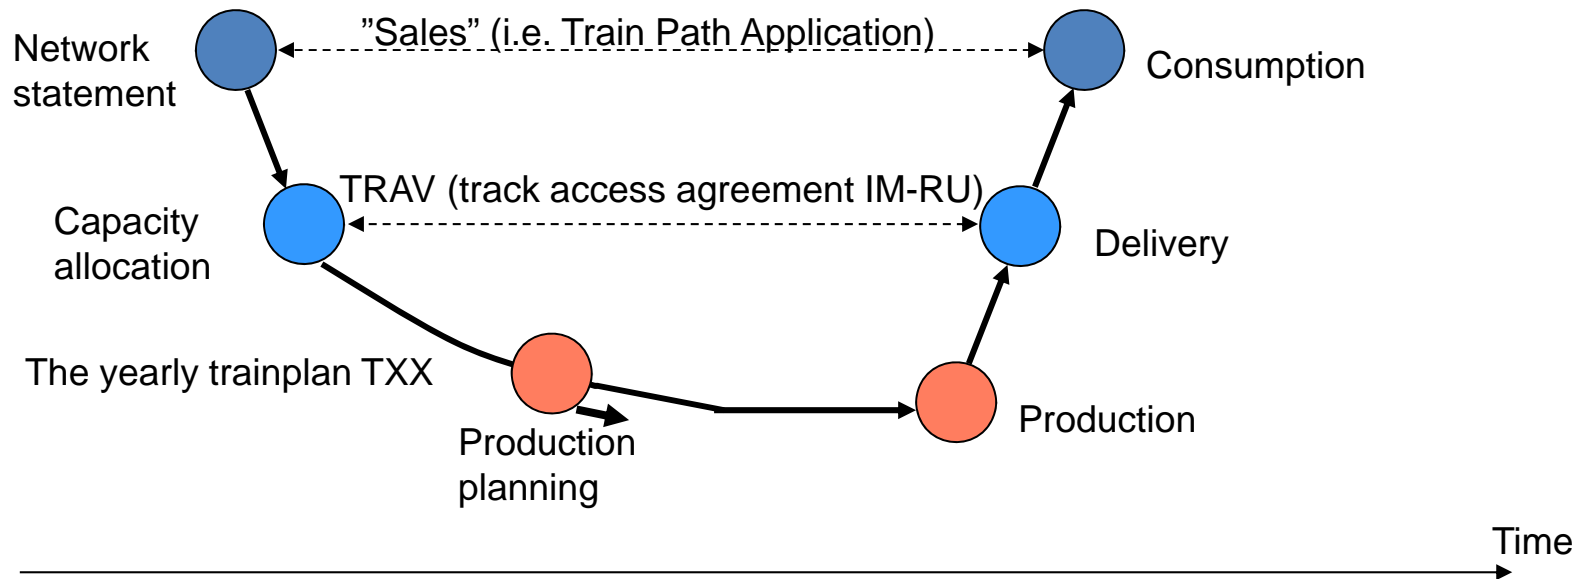 ”Sales” (i.e. Train Path Application)
Network
statement
Consumption
TRAV (track access agreement IM-RU)
Capacity
allocation
Delivery
The yearly trainplan TXX
Production
Production
planning
Time